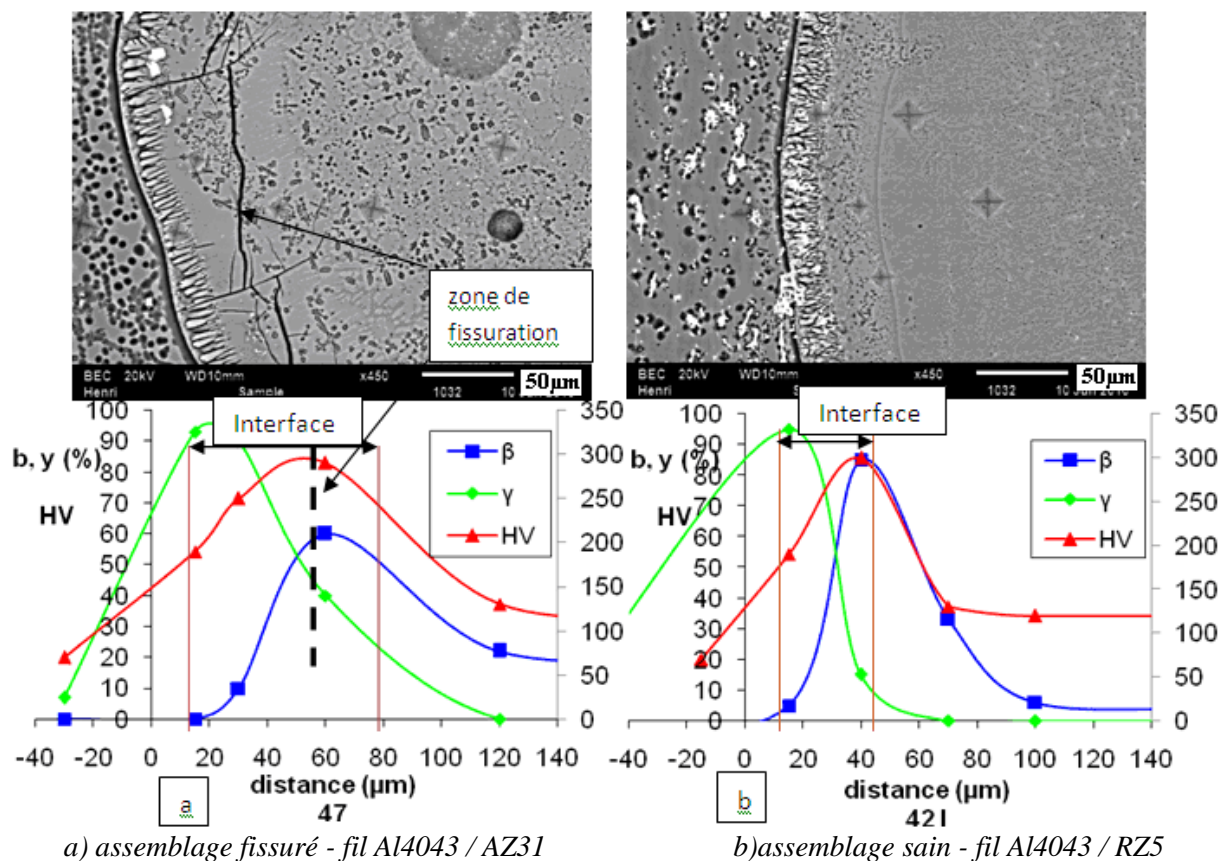 zone de
fissuration
BEC 20kV WD10mm x450 50µm
Henri Sample 1032
BEC 20kV WD10mm x450 50µm
Henri 1032 10 Jun 2010
100
90
80
70
60
50
40
30
20
10
0
b, y (%)
HV
Interface
β
γ
HV
350
300
250
200
150
100
50
0
-40 -20 0 20 40 60 80 100 120 140
distance (µm)
a
47
100
90
80
70
60
50
40
30
20
10
0
b, y (%)
HV
Interface
β
γ
HV
350
300
250
200
150
100
50
0
-40 -20 0 20 40 60 80 100 120 140
distance (µm)
b
421
a) assemblage fissuré - fil Al4043 / AZ31
b)assemblage sain - fil Al4043 / RZ5